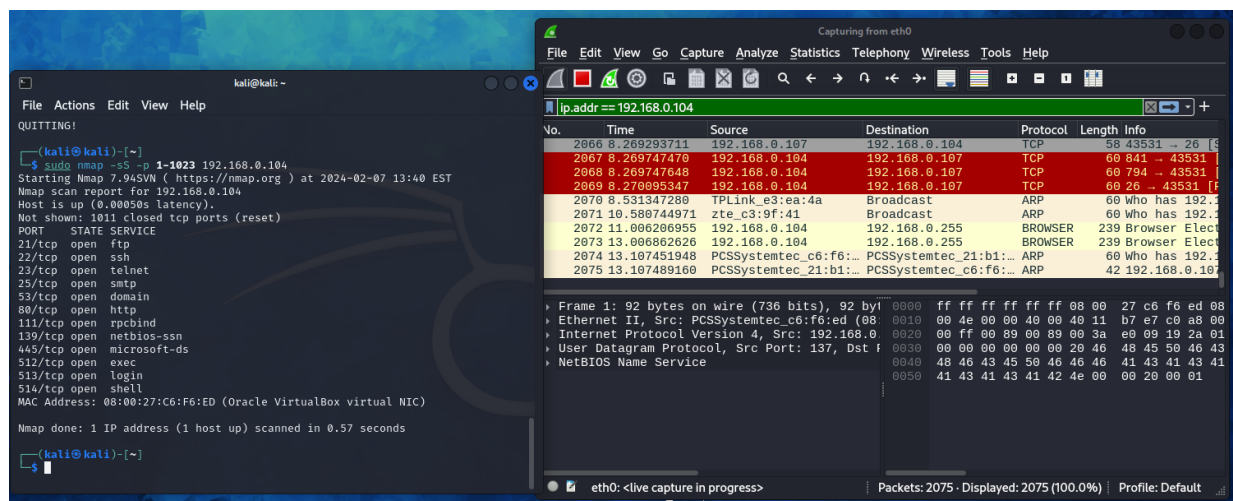 kali@kali: ~
File Actions Edit View Help
QUITTING!
┌──(kali㉿kali)-[~]
└─$ sudo nmap -sS -p 1-1023 192.168.0.104
Starting Nmap 7.94SVN ( https://nmap.org ) at 2024-02-07 13:40 EST
Nmap scan report for 192.168.0.104
Host is up (0.00050s latency).
Not shown: 1011 closed tcp ports (reset)
PORT STATE SERVICE
21/tcp open ftp
22/tcp open ssh
23/tcp open telnet
25/tcp open smtp
53/tcp open domain
80/tcp open http
111/tcp open rpcbind
139/tcp open netbios-ssn
445/tcp open microsoft-ds
512/tcp open exec
513/tcp open login
514/tcp open shell
MAC Address: 08:00:27:C6:F6:ED (Oracle VirtualBox virtual NIC)
Nmap done: 1 IP address (1 host up) scanned in 0.57 seconds
┌──(kali㉿kali)-[~]
└─$
Capturing from eth0
File Edit View Go Capture Analyze Statistics Telephony Wireless Tools Help
ip.addr == 192.168.0.104
No. Time Source Destination Protocol Length Info
2066 8.269293711 192.168.0.107 192.168.0.104 TCP 58 43531 → 26 [S
2067 8.269747470 192.168.0.104 192.168.0.107 TCP 60 841 → 43531 [
2068 8.269747648 192.168.0.104 192.168.0.107 TCP 60 794 → 43531 [
2069 8.270095347 192.168.0.104 192.168.0.107 TCP 60 26 → 43531 [R
2070 8.531347280 TPLink_e3:ea:4a Broadcast ARP 60 Who has 192.1
2071 10.580744971 zte_c3:9f:41 Broadcast ARP 60 Who has 192.1
2072 11.006206955 192.168.0.104 192.168.0.255 BROWSER 239 Browser Elect
2073 13.006862626 192.168.0.104 192.168.0.255 BROWSER 239 Browser Elect
2074 13.107451948 PCSSystemtec_c6:f6:… PCSSystemtec_21:b1:… ARP 60 Who has 192.1
2075 13.107489160 PCSSystemtec_21:b1:… PCSSystemtec_c6:f6:… ARP 42 192.168.0.107
Frame 1: 92 bytes on wire (736 bits), 92 byt
Ethernet II, Src: PCSSystemtec_c6:f6:ed (08:
Internet Protocol Version 4, Src: 192.168.0.
User Datagram Protocol, Src Port: 137, Dst P
NetBIOS Name Service
0000 ff ff ff ff ff ff 08 00 27 c6 f6 ed 08
0010 00 4e 00 00 40 00 40 11 b7 e7 c0 a8 00
0020 00 ff 00 89 00 89 00 3a e0 09 19 2a 01
0030 00 00 00 00 00 00 20 46 48 45 50 46 43
0040 48 46 43 45 50 46 46 46 41 43 41 43 41
0050 41 43 41 43 41 42 4e 00 00 20 00 01
eth0: <live capture in progress> Packets: 2075 · Displayed: 2075 (100.0%) Profile: Default